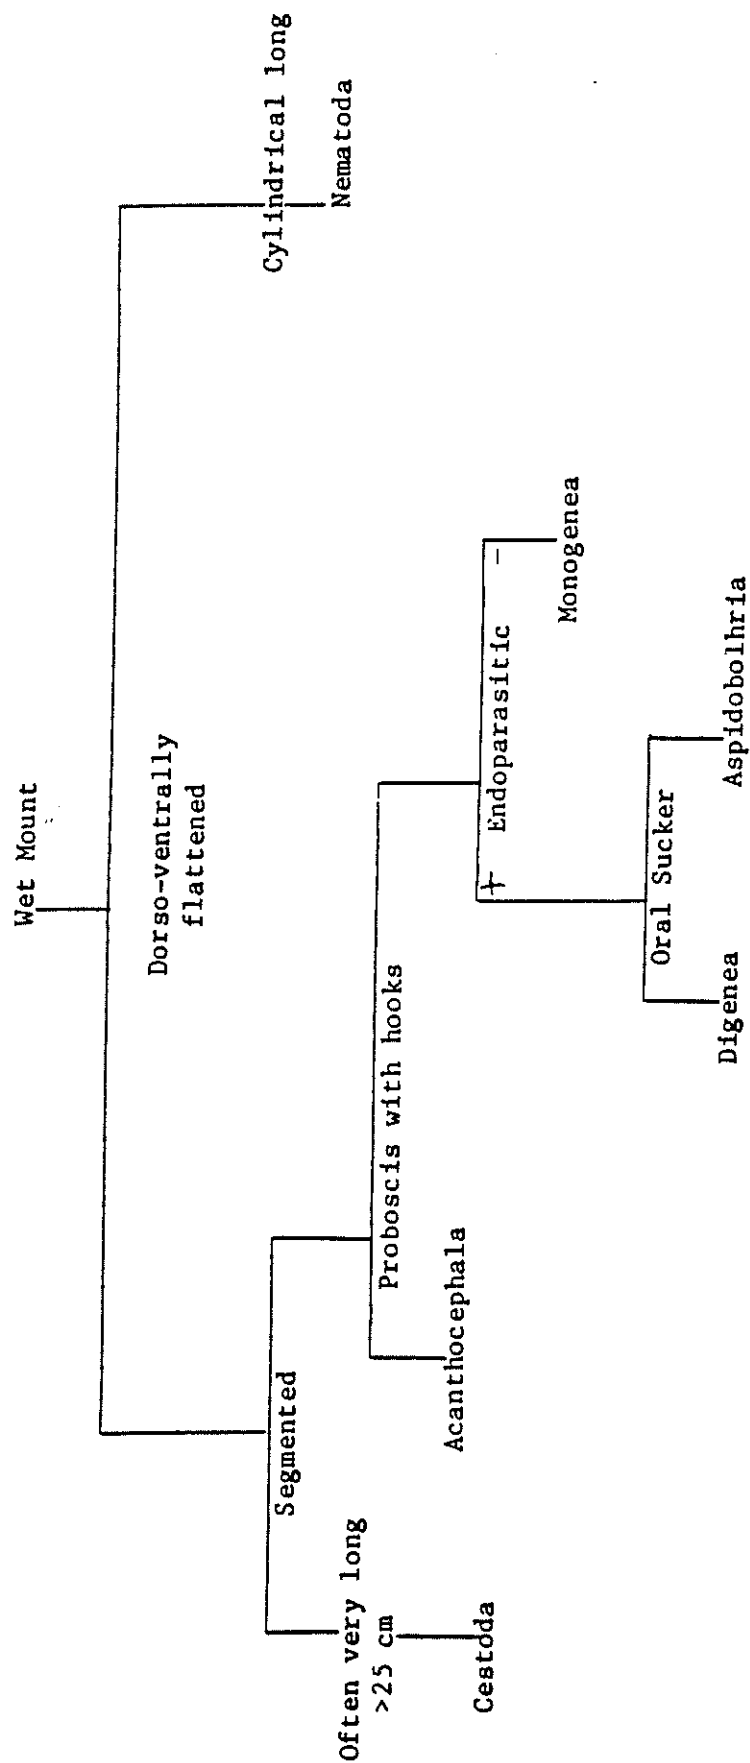 Wet Mount
Dorso-ventrally
flattened
Cylindrical long
Nematoda
Segmented
Often very long
>25 cm
Cestoda
Proboscis with hooks
Acanthocephala
+ Endoparasitic -
Monogenea
Oral Sucker
Digenea
Aspidobolhria